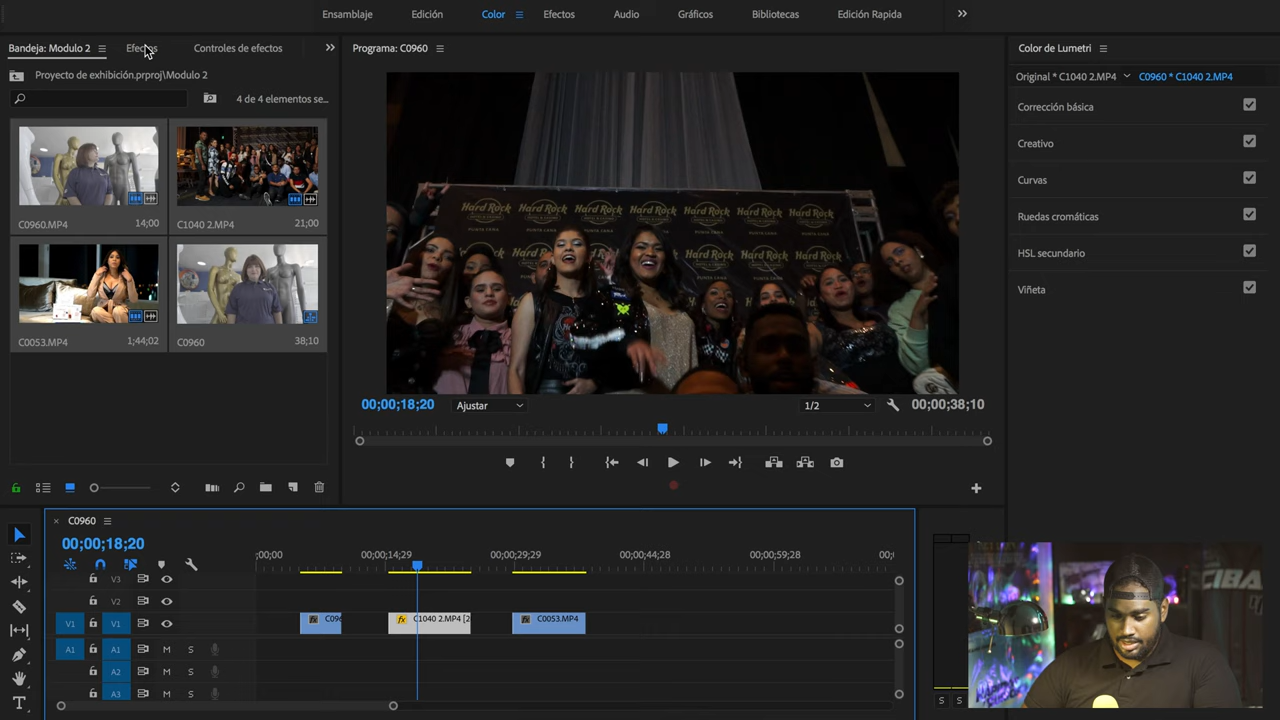 Ensamblaje Edición Color Efectos Audio Gráficos Bibliotecas Edición Rapida
Bandeja: Modulo 2 Efectos Controles de efectos
Programa: C0960
Color de Lumetri
Proyecto de exhibición.prproj\Modulo 2
Original * C1040 2.MP4 C0960 * C1040 2.MP4
4 de 4 elementos se...
Corrección básica
Creativo
Curvas
Ruedas cromáticas
HSL secundario
Viñeta
C0960.MP4 14;00
C1040 2.MP4 21;00
C0053.MP4 1;44;02
C0960 38;10
Hard Rock
PUNTA CANA
00;00;18;20 Ajustar 1/2 00;00;38;10
× C0960
00;00;18;20
;00;00 00;00;14;29 00;00;29;29 00;00;44;28 00;00;59;28 00;
V3
V2
V1 V1 C096 fx C1040 2.MP4 [2 C0053.MP4
A1 A1 M S
A2 M S
A3 M S
S S